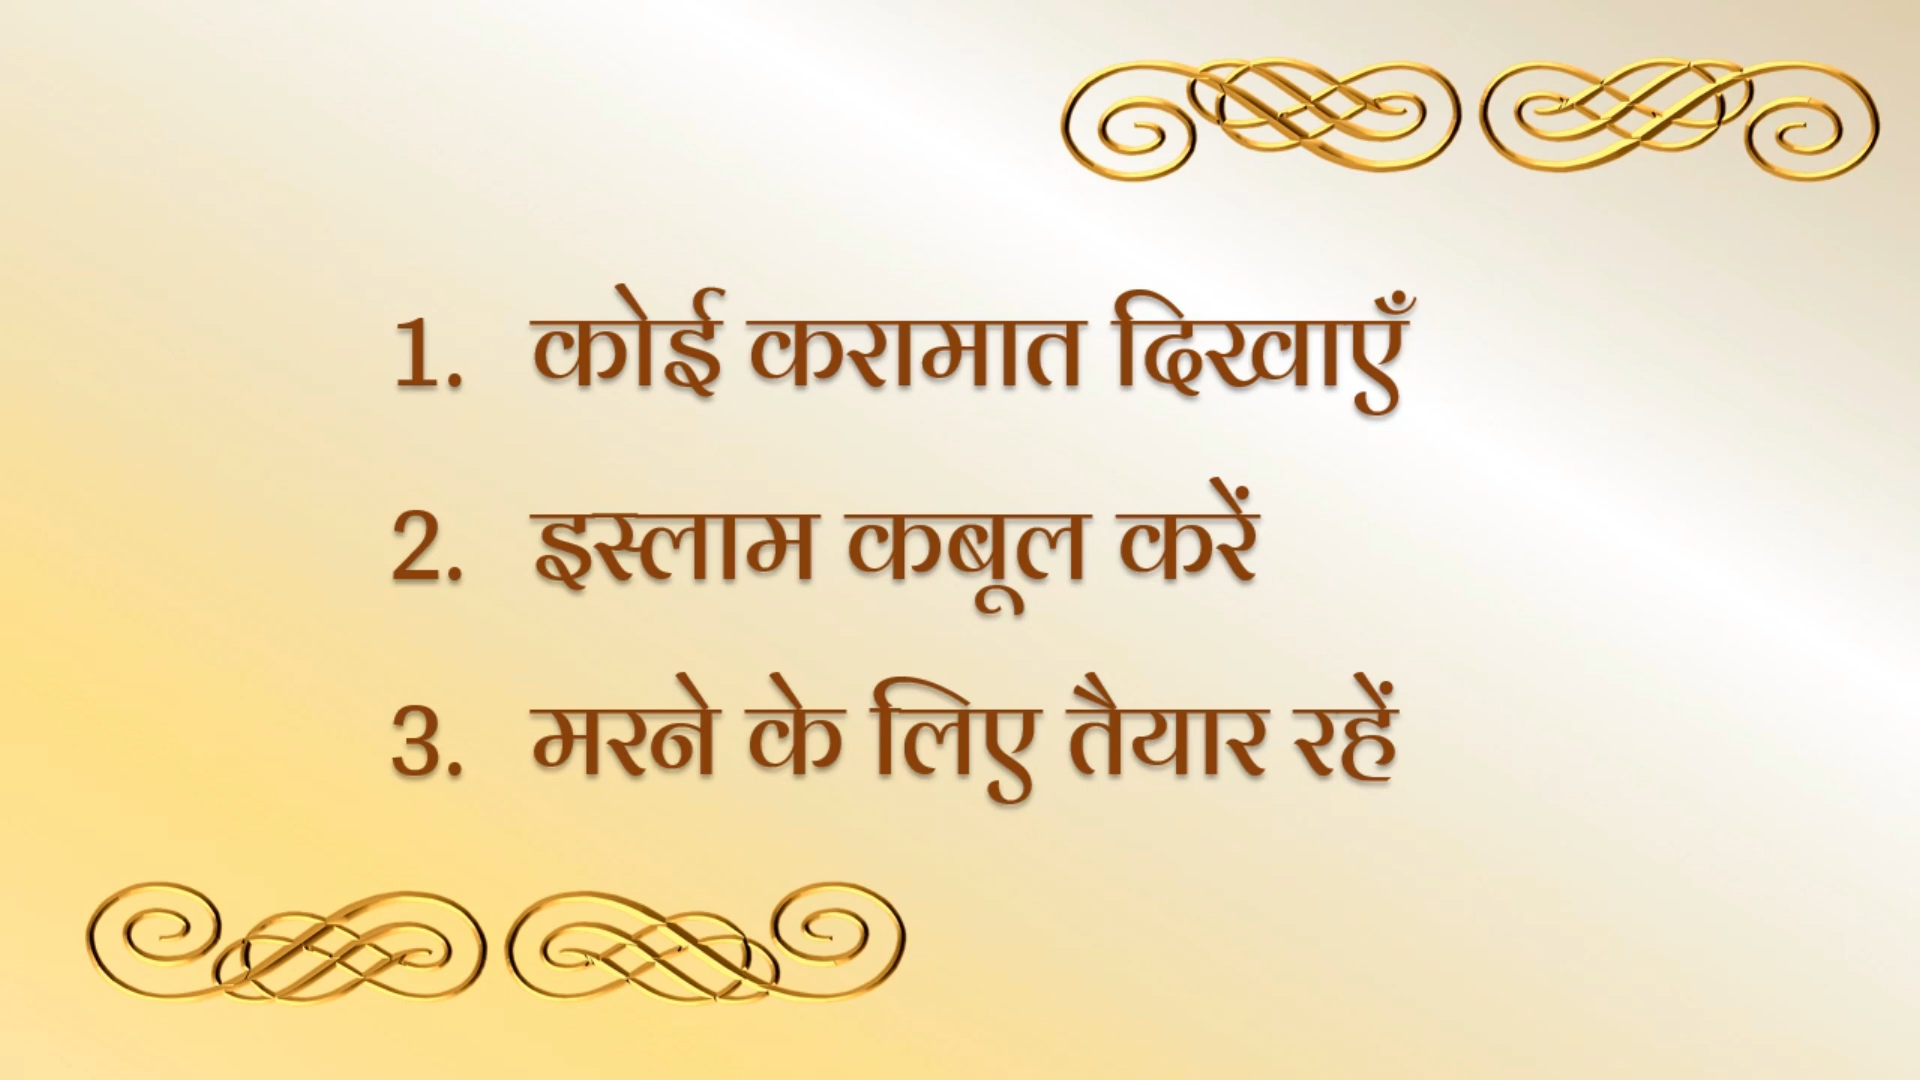 1. कोई करामात दिखाएँ
2. इस्लाम कबूल करें
3. मरने के लिए तैयार रहें